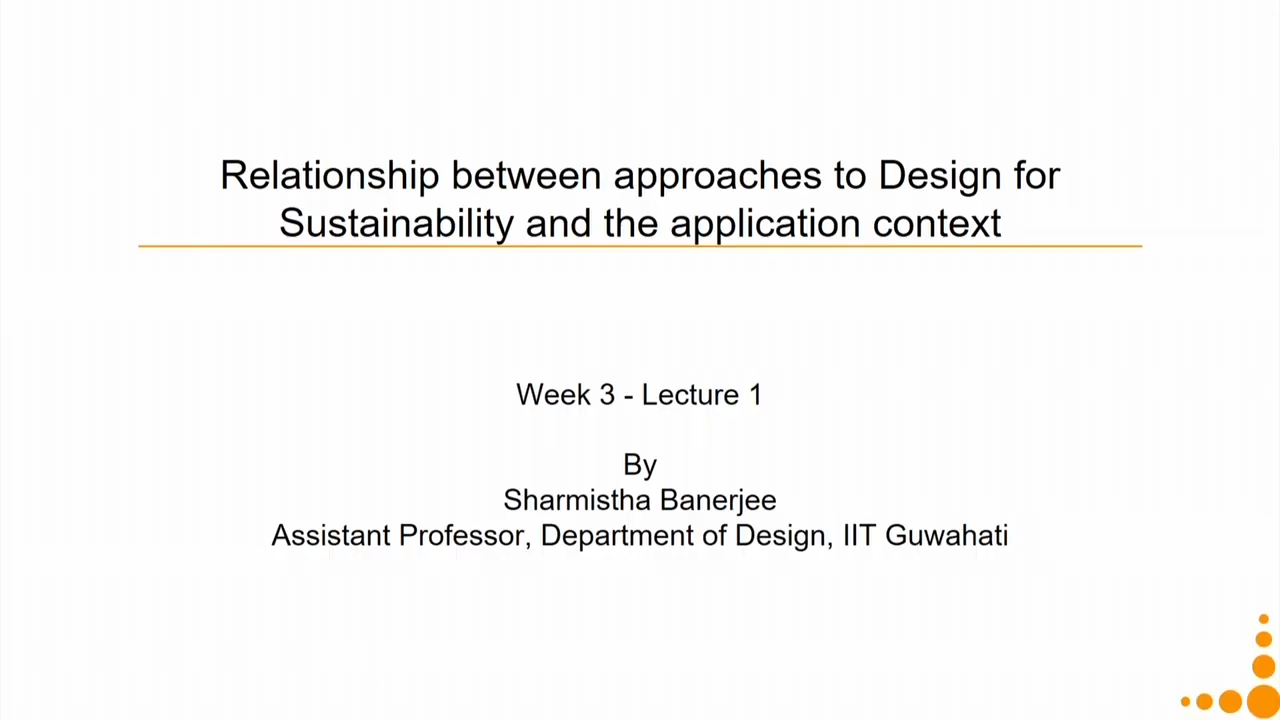 Relationship between approaches to Design for
Sustainability and the application context
Week 3 - Lecture 1
By
Sharmistha Banerjee
Assistant Professor, Department of Design, IIT Guwahati